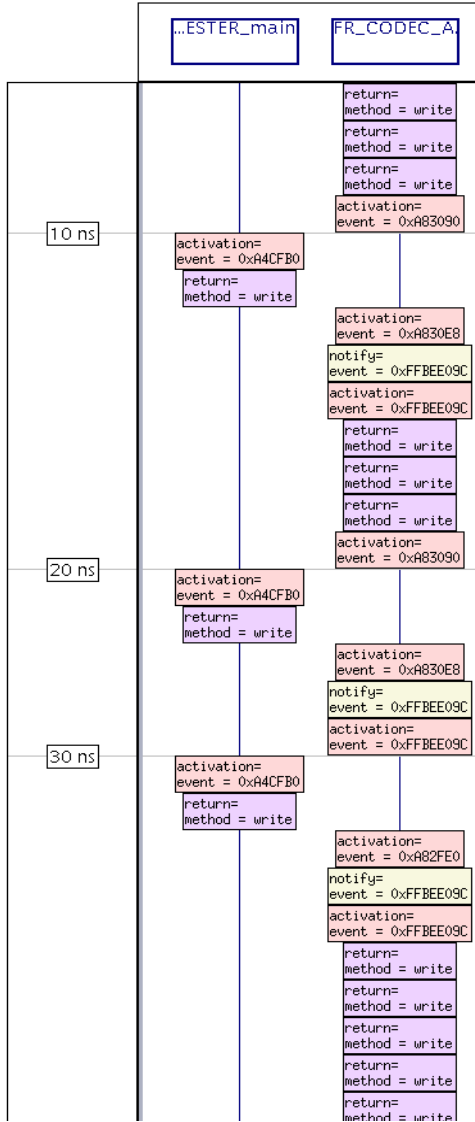 ...ESTER_main
FR_CODEC_A.
return=
method = write
return=
method = write
return=
method = write
activation=
event = 0xA83090
10 ns
activation=
event = 0xA4CFB0
return=
method = write
activation=
event = 0xA830E8
notify=
event = 0xFFBEE09C
activation=
event = 0xFFBEE09C
return=
method = write
return=
method = write
return=
method = write
activation=
event = 0xA83090
20 ns
activation=
event = 0xA4CFB0
return=
method = write
activation=
event = 0xA830E8
notify=
event = 0xFFBEE09C
activation=
event = 0xFFBEE09C
30 ns
activation=
event = 0xA4CFB0
return=
method = write
activation=
event = 0xA82FE0
notify=
event = 0xFFBEE09C
activation=
event = 0xFFBEE09C
return=
method = write
return=
method = write
return=
method = write
return=
method = write
return=
method = write